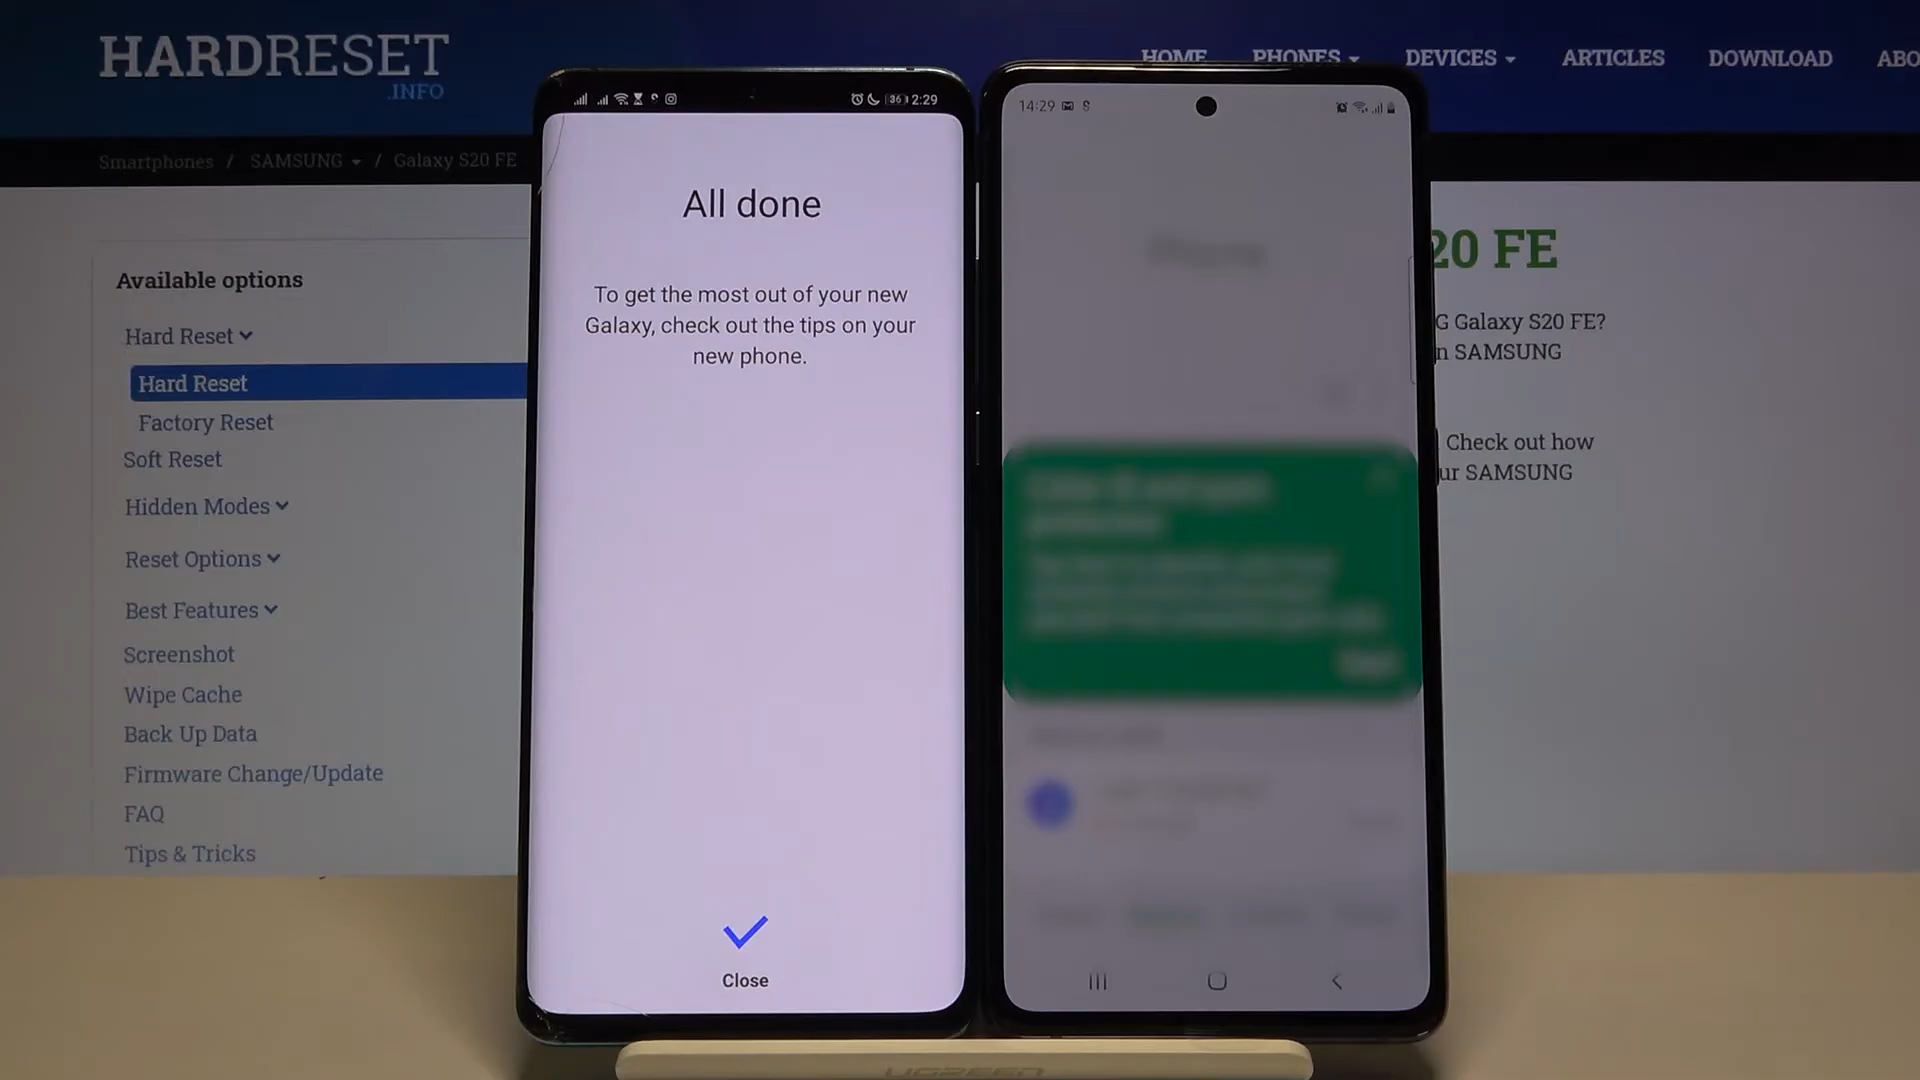 HARDRESET
.INFO
HOME PHONES DEVICES ARTICLES DOWNLOAD
Smartphones / SAMSUNG / Galaxy S20 FE
Available options
Hard Reset
Hard Reset
Factory Reset
Soft Reset
Hidden Modes
Reset Options
Best Features
Screenshot
Wipe Cache
Back Up Data
Firmware Change/Update
FAQ
Tips & Tricks
36 2:29
All done
To get the most out of your new
Galaxy, check out the tips on your
new phone.
Close
14:29
Phone
20 FE
G Galaxy S20 FE?
n SAMSUNG
Check out how
ur SAMSUNG
UGREEN